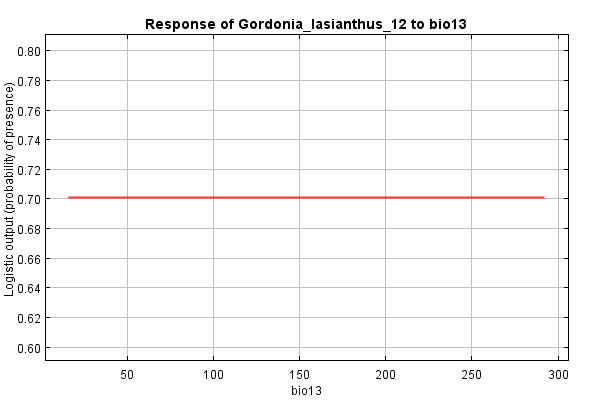 Response of Gordonia_lasianthus_12 to bio13
Logistic output (probability of presence)
0.80
0.78
0.76
0.74
0.72
0.70
0.68
0.66
0.64
0.62
0.60
50 100 150 200 250 300
bio13